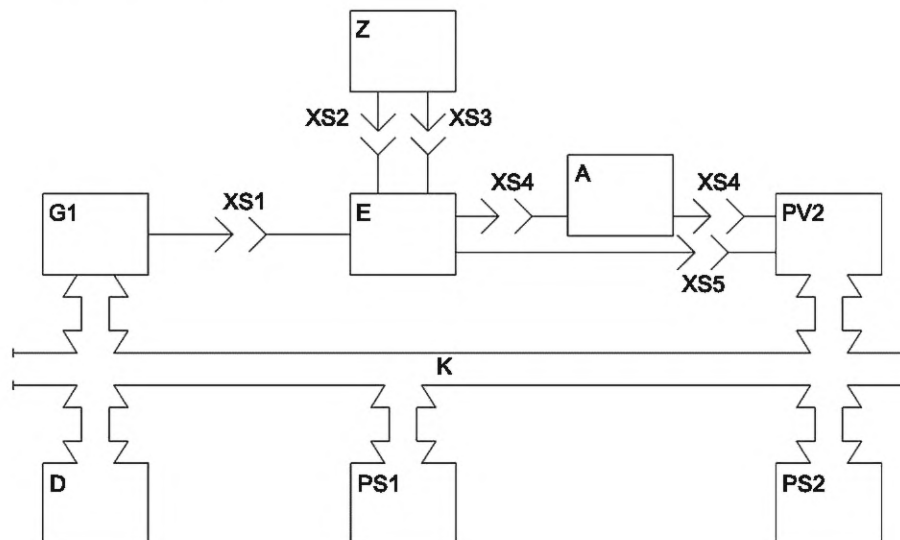 Z
XS2 XS3
A
XS4 XS4
G1 XS1 E PV2
XS5
K
D PS1 PS2